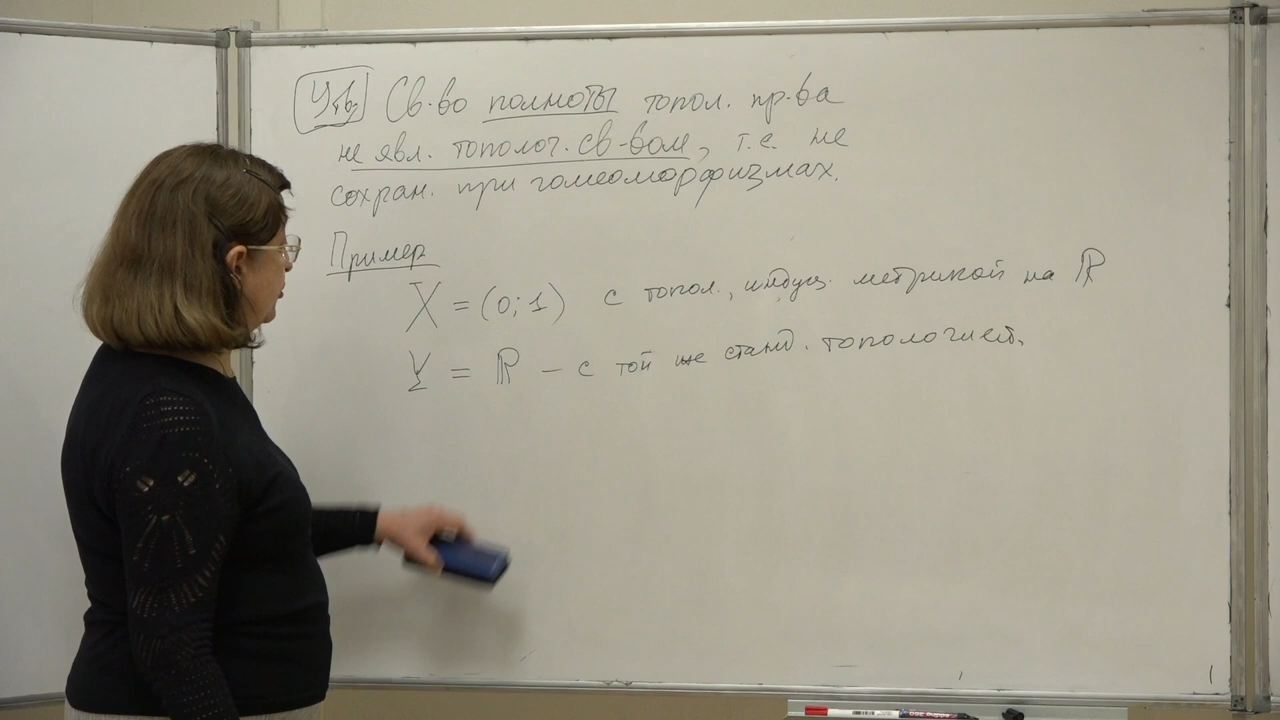 Утв. Св-во полноты топол. пр-ва
не явл. тополог. св-вом, т.е. не
сохран. при гомеоморфизмах.
Пример
X = (0;1) с топол., индуц. метрикой на ℝ
Y = ℝ – с той же станд. топологией.